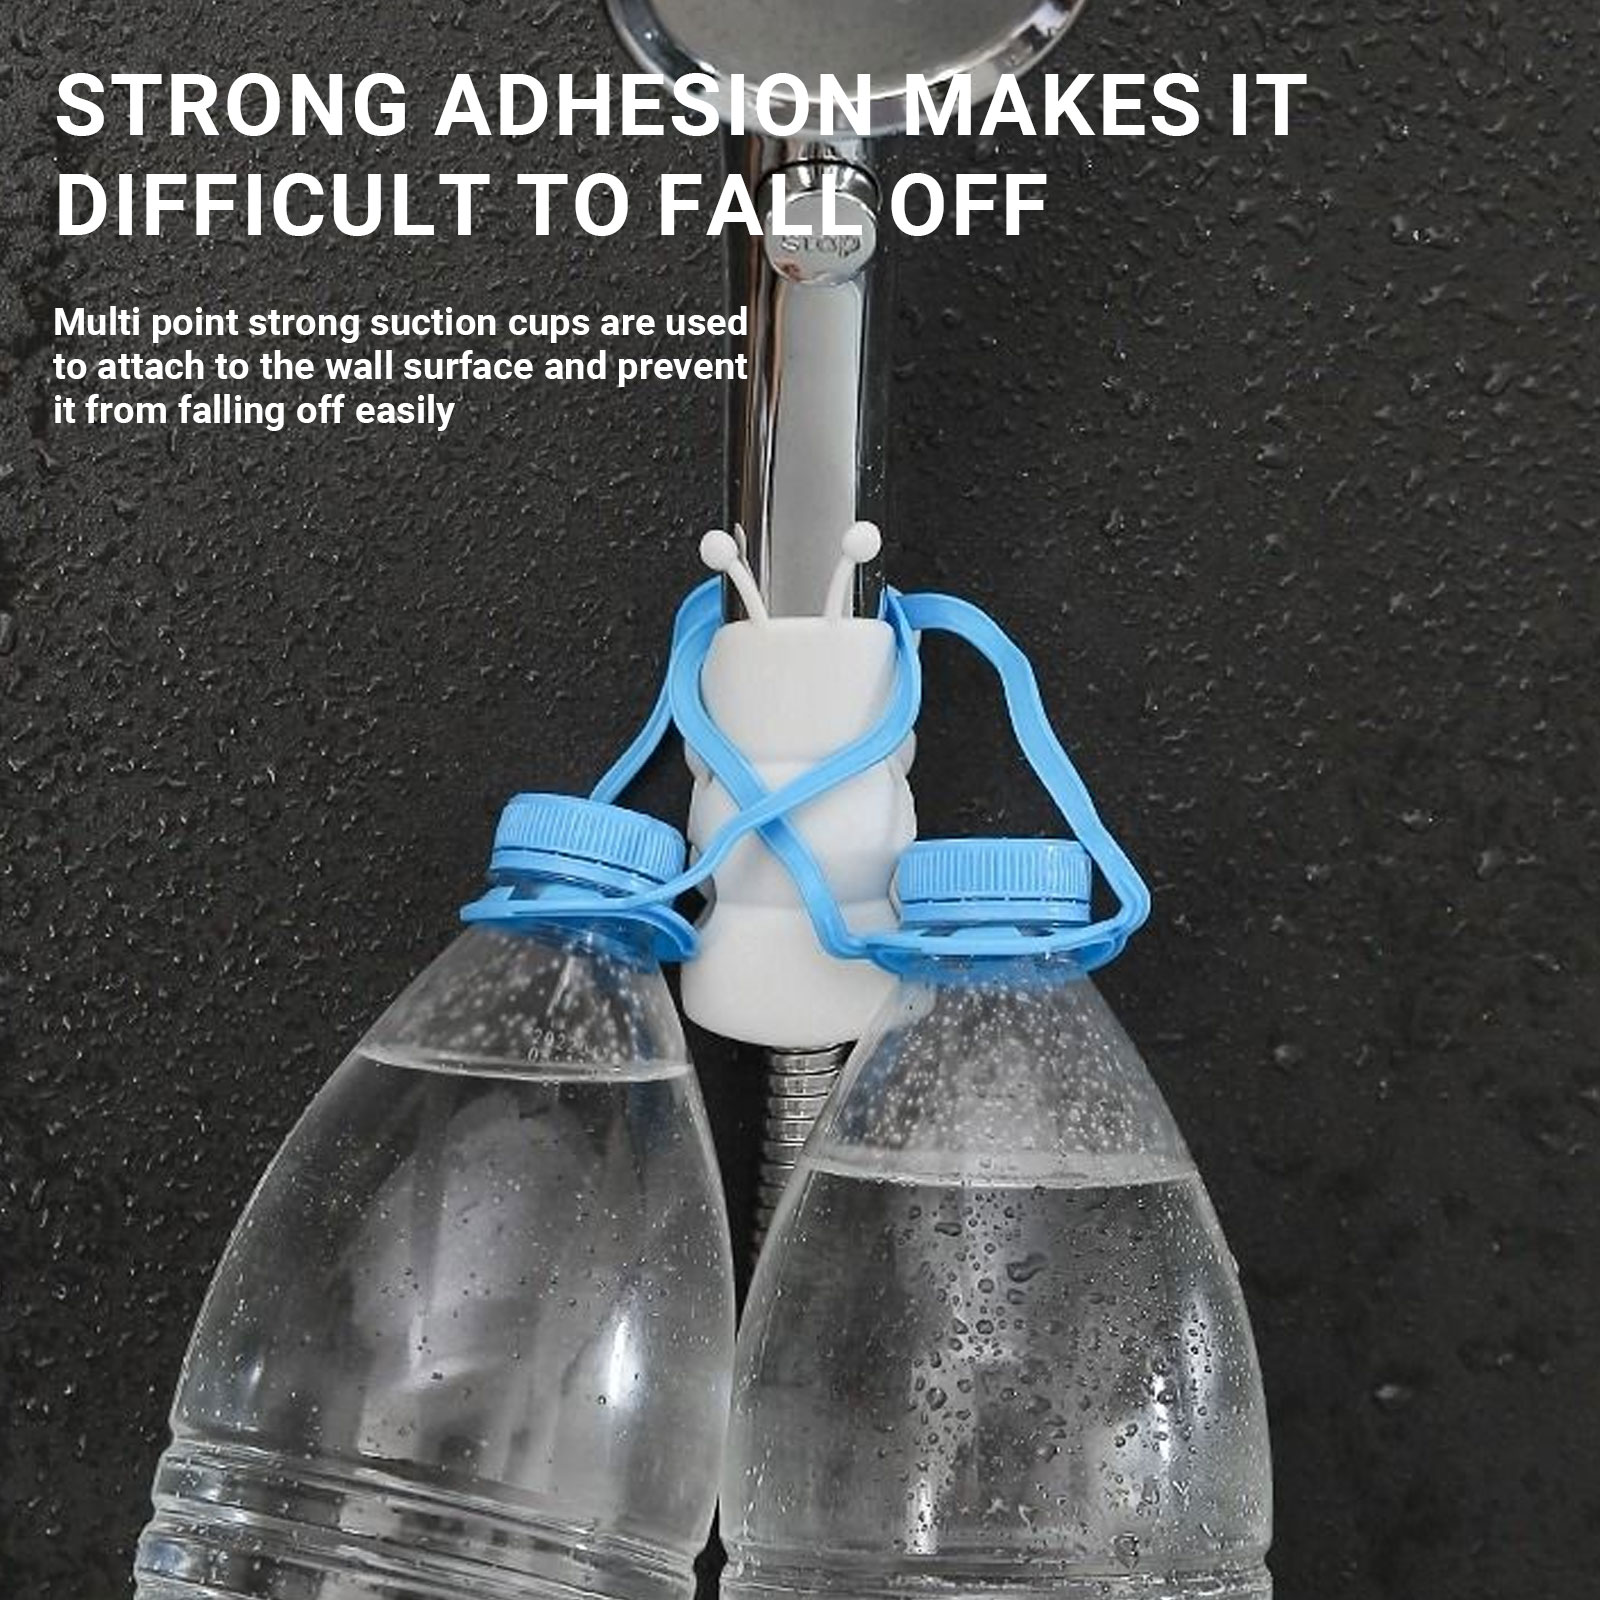 STRONG ADHESION MAKES IT
DIFFICULT TO FALL OFF
stop
Multi point strong suction cups are used
to attach to the wall surface and prevent
it from falling off easily